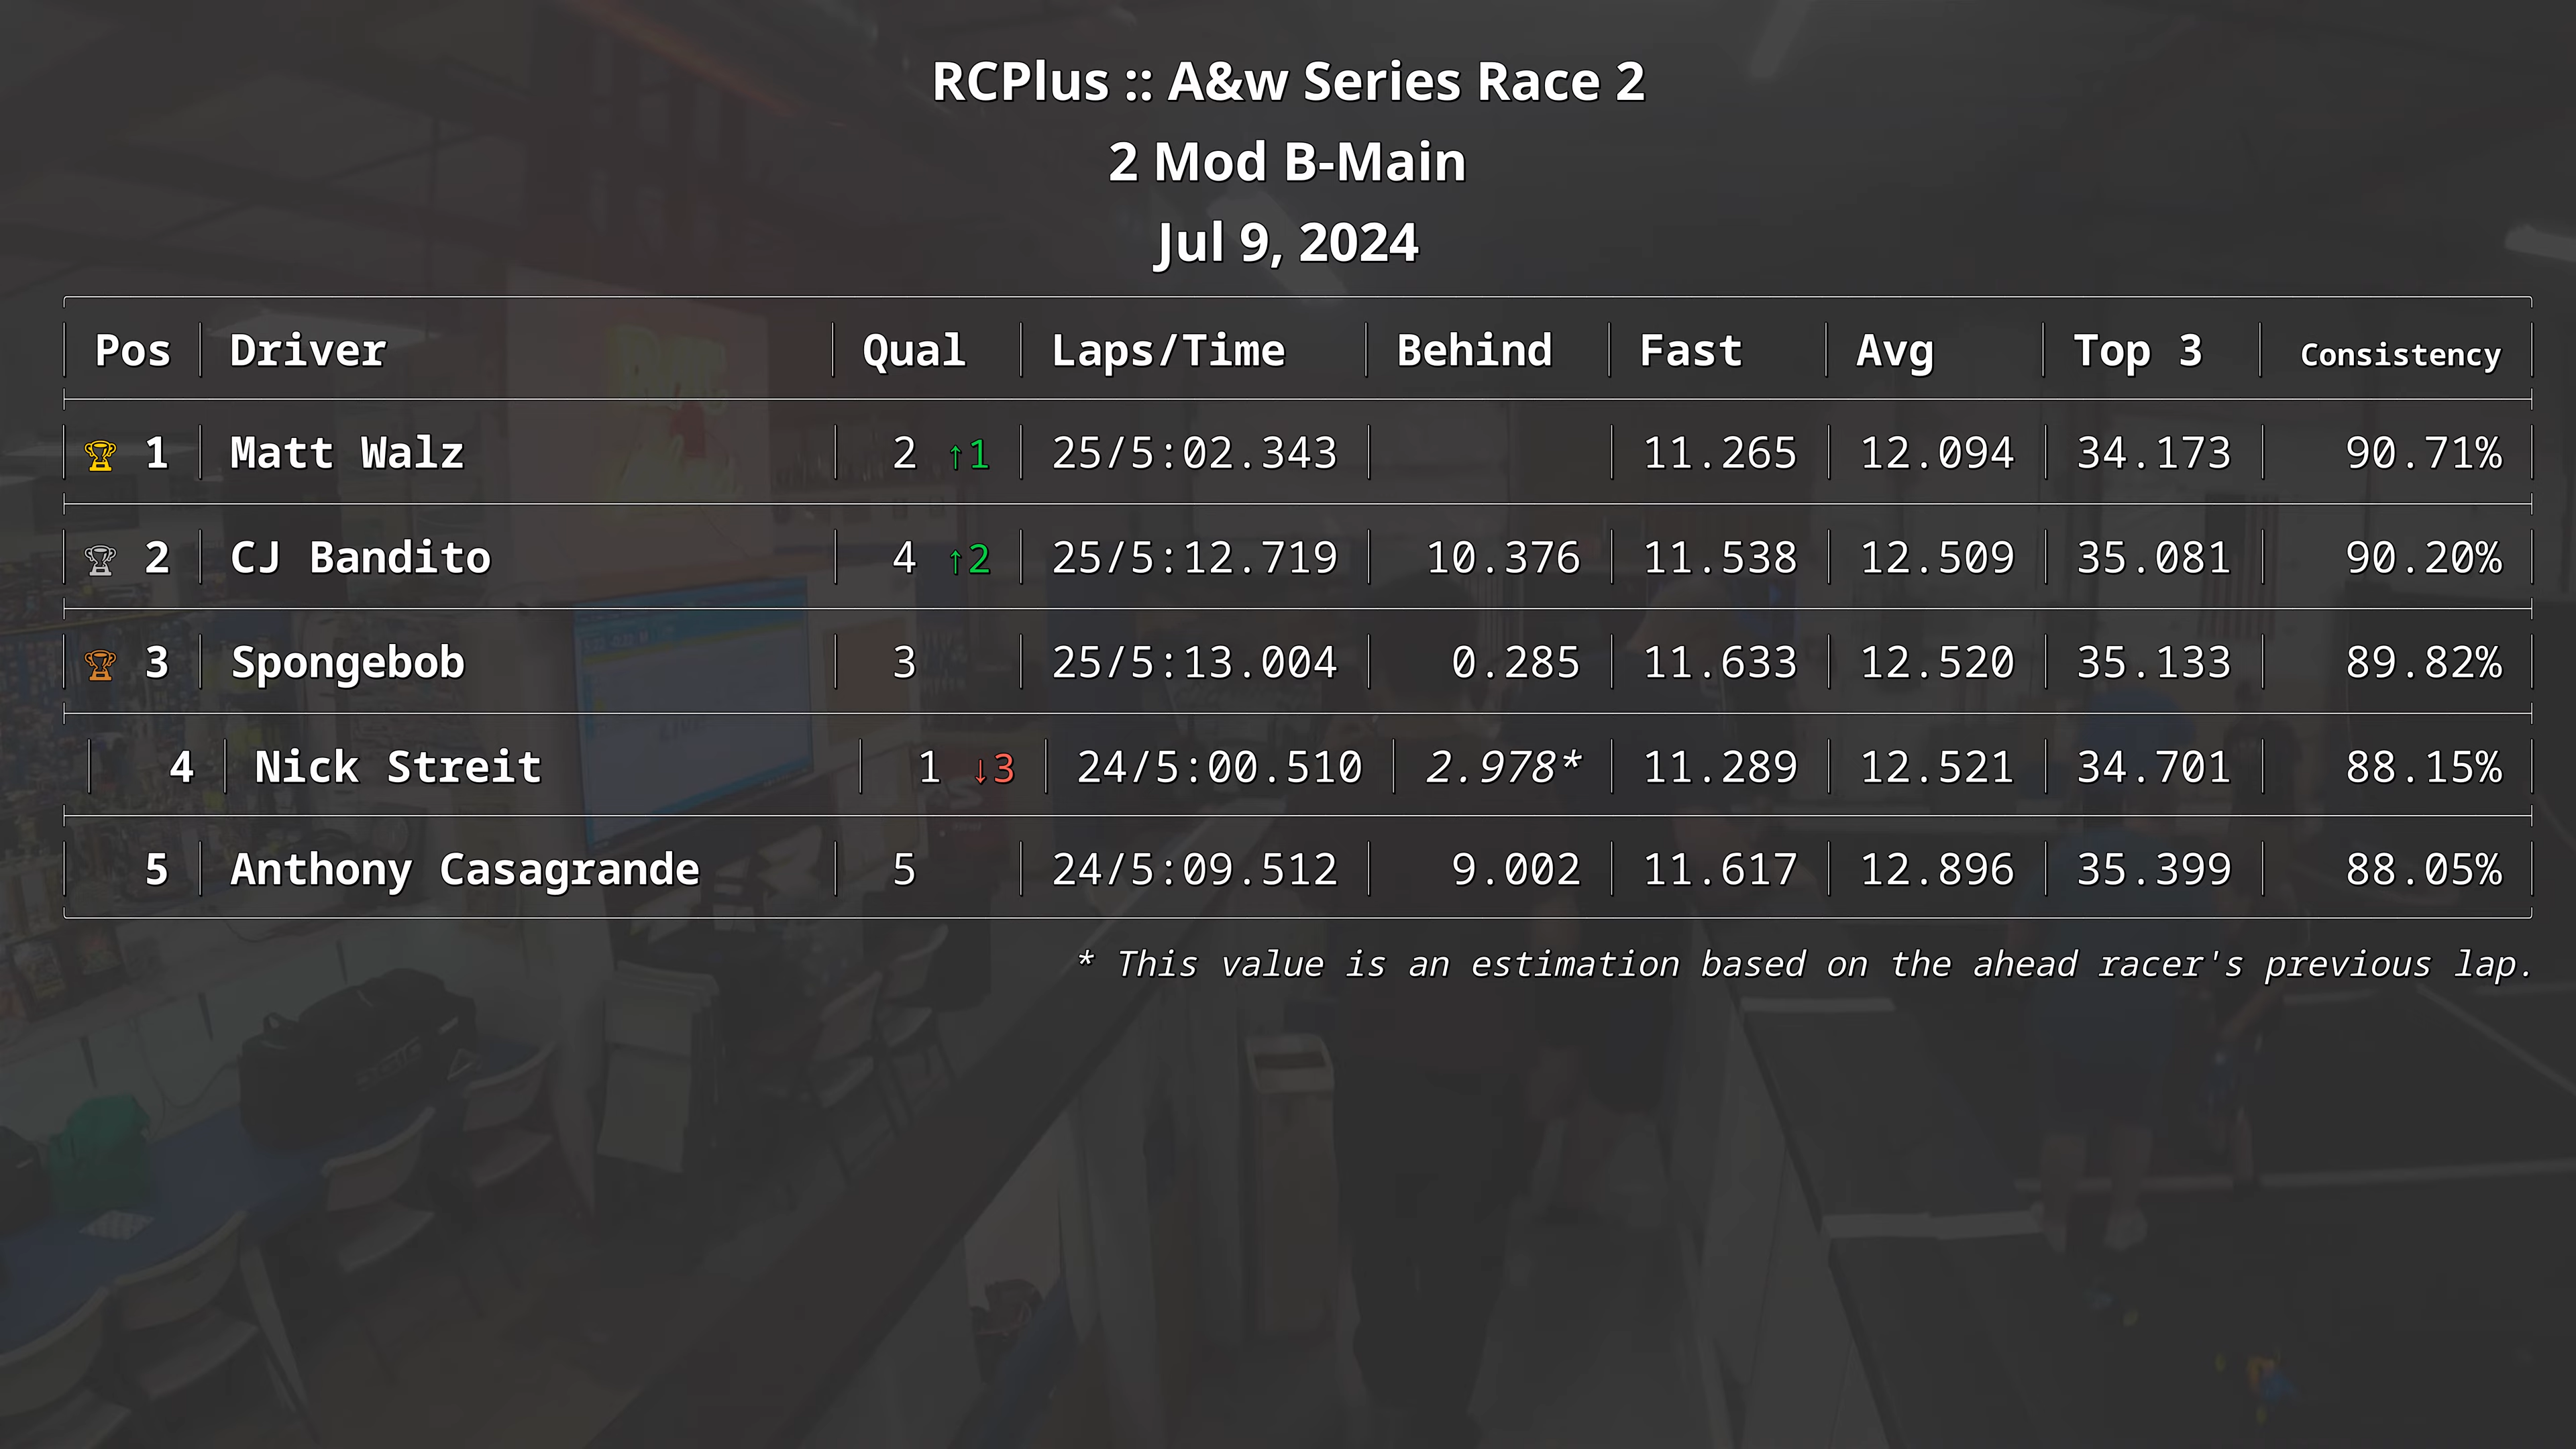 RCPlus :: A&w Series Race 2
2 Mod B-Main
Jul 9, 2024
Pos Driver Qual Laps/Time Behind Fast Avg Top 3 Consistency
1 Matt Walz 2 ↑1 25/5:02.343 11.265 12.094 34.173 90.71%
2 CJ Bandito 4 ↑2 25/5:12.719 10.376 11.538 12.509 35.081 90.20%
3 Spongebob 3 25/5:13.004 0.285 11.633 12.520 35.133 89.82%
4 Nick Streit 1 ↓3 24/5:00.510 2.978* 11.289 12.521 34.701 88.15%
5 Anthony Casagrande 5 24/5:09.512 9.002 11.617 12.896 35.399 88.05%
* This value is an estimation based on the ahead racer's previous lap.